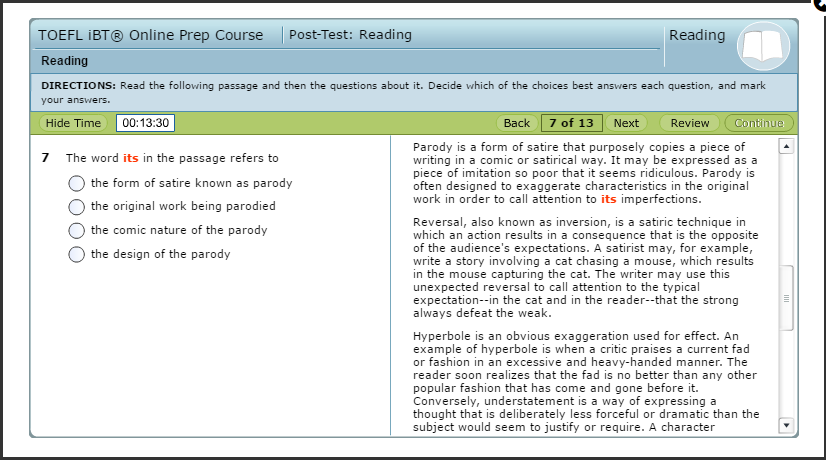 TOEFL iBT® Online Prep Course
Post-Test: Reading
Reading
Reading
DIRECTIONS: Read the following passage and then the questions about it. Decide which of the choices best answers each question, and mark
your answers.
Hide Time
00:13:30
Back
7 of 13
Next
Review
Continue
7 The word its in the passage refers to
the form of satire known as parody
the original work being parodied
the comic nature of the parody
the design of the parody
Parody is a form of satire that purposely copies a piece of
writing in a comic or satirical way. It may be expressed as a
piece of imitation so poor that it seems ridiculous. Parody is
often designed to exaggerate characteristics in the original
work in order to call attention to its imperfections.
Reversal, also known as inversion, is a satiric technique in
which an action results in a consequence that is the opposite
of the audience's expectations. A satirist may, for example,
write a story involving a cat chasing a mouse, which results
in the mouse capturing the cat. The writer may use this
unexpected reversal to call attention to the typical
expectation--in the cat and in the reader--that the strong
always defeat the weak.
Hyperbole is an obvious exaggeration used for effect. An
example of hyperbole is when a critic praises a current fad
or fashion in an excessive and heavy-handed manner. The
reader soon realizes that the fad is no better than any other
popular fashion that has come and gone before it.
Conversely, understatement is a way of expressing a
thought that is deliberately less forceful or dramatic than the
subject would seem to justify or require. A character